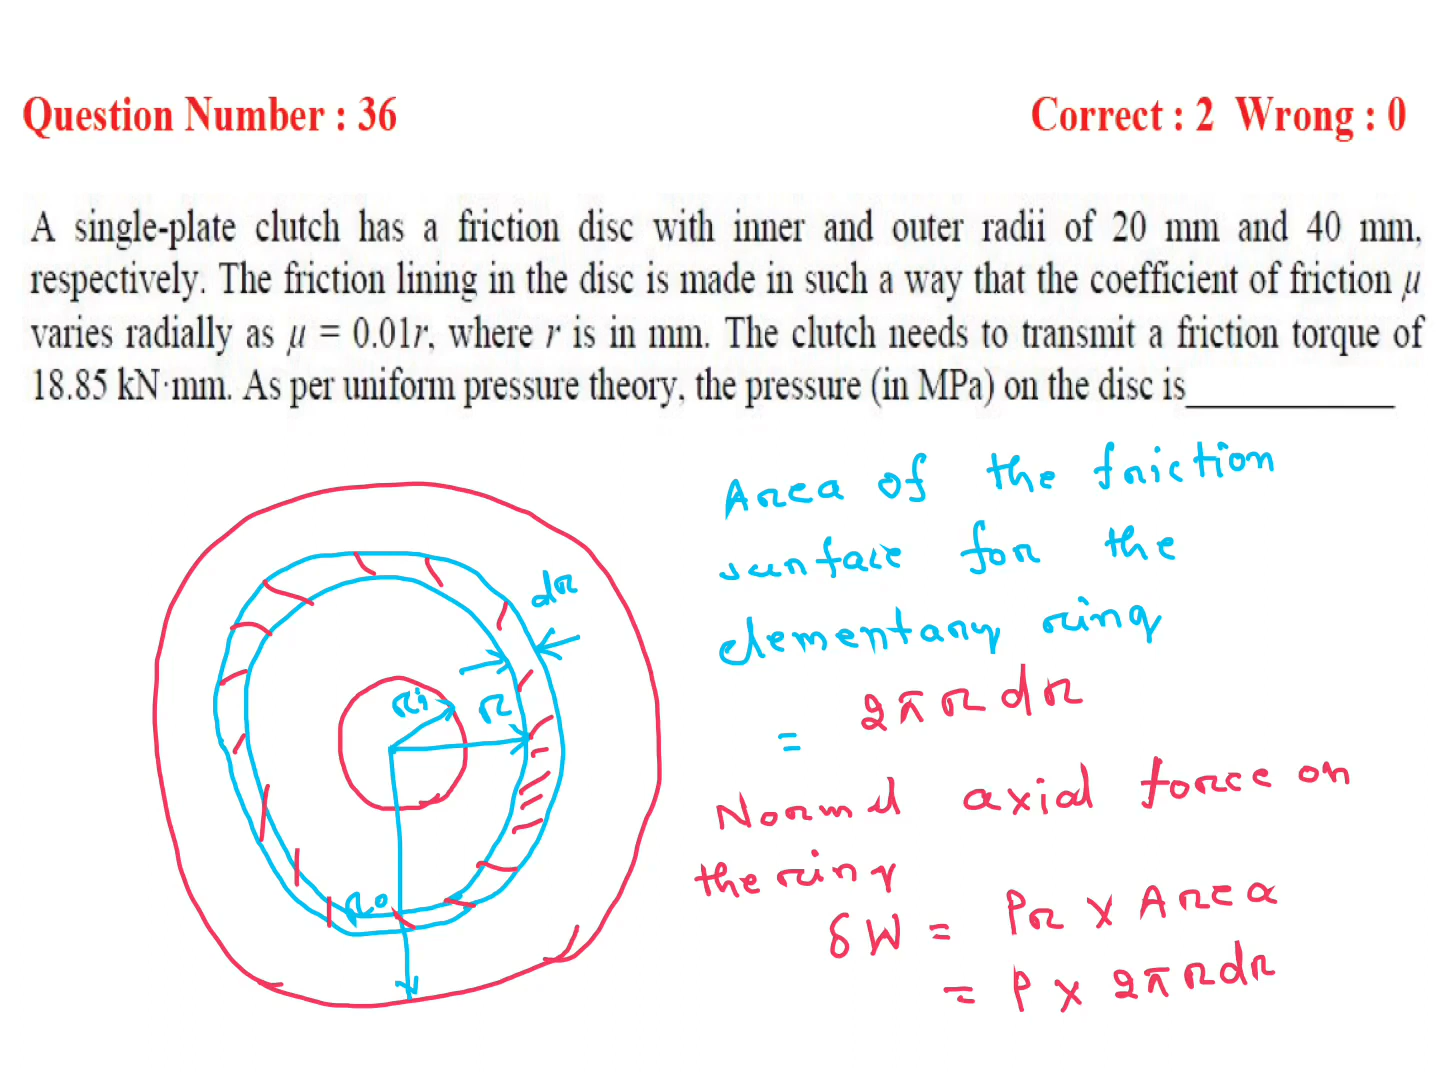 Question Number : 36
Correct : 2 Wrong : 0
A single-plate clutch has a friction disc with inner and outer radii of 20 mm and 40 mm,
respectively. The friction lining in the disc is made in such a way that the coefficient of friction μ
varies radially as μ = 0.01r, where r is in mm. The clutch needs to transmit a friction torque of
18.85 kN·mm. As per uniform pressure theory, the pressure (in MPa) on the disc is____________
Area of the friction
surface for the
elementary ring
= 2π r dr
Normal axial force on
the ring
δW = Pr × Area
= P × 2π r dr
dr
ri
r
ro